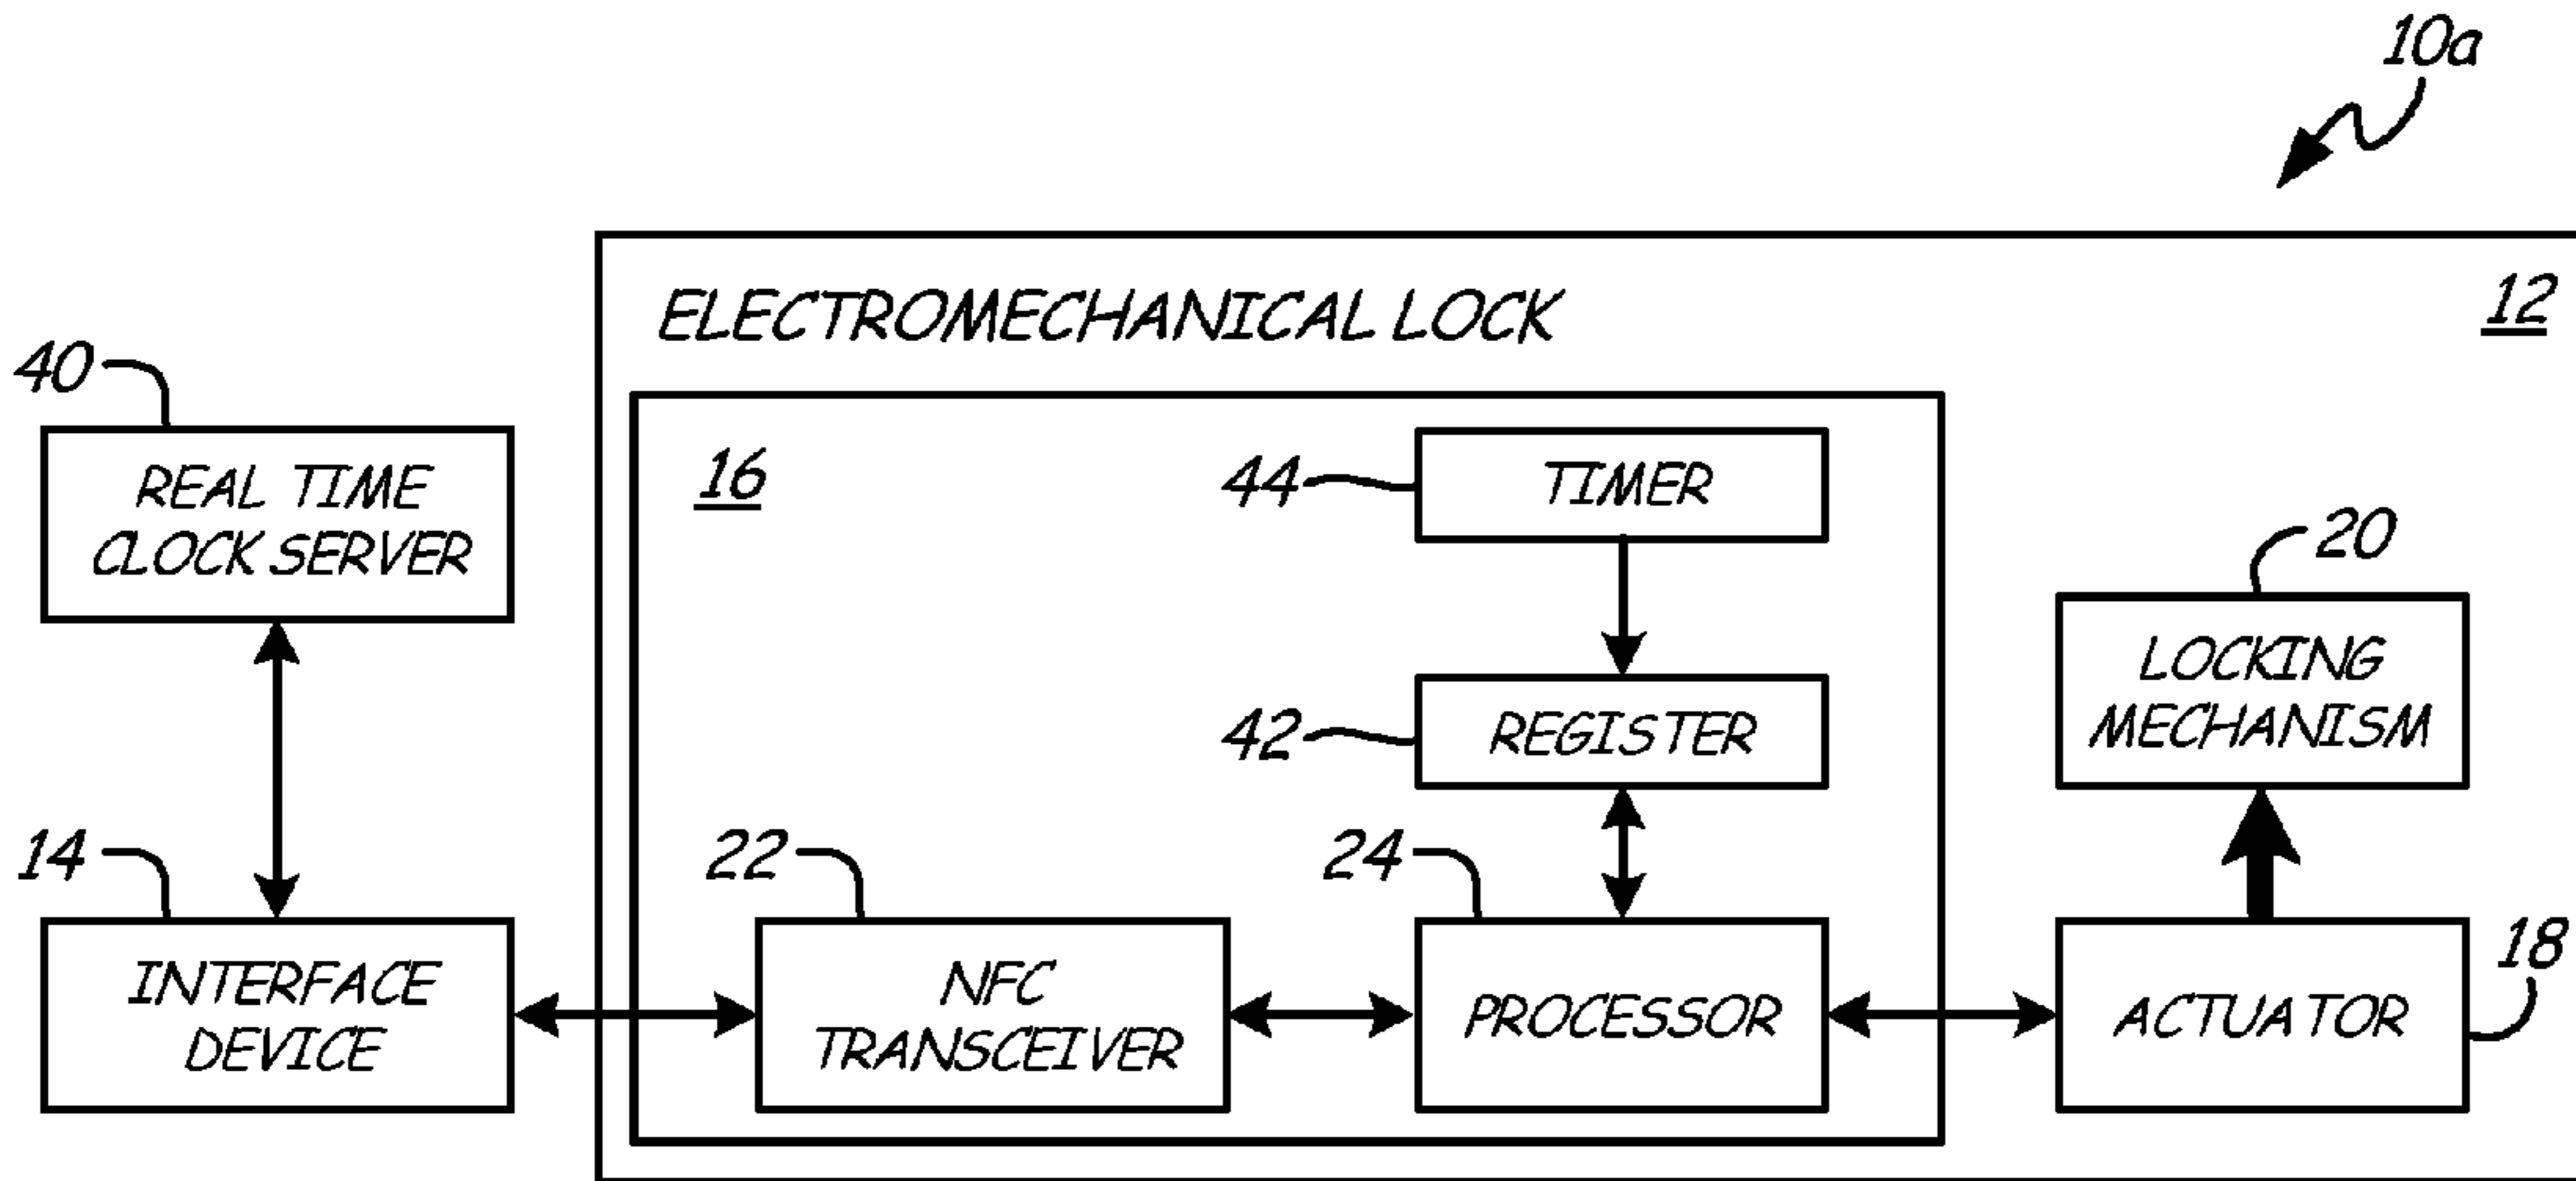 10a
ELECTROMECHANICAL LOCK
12
40
REAL TIME
CLOCK SERVER
16
44
TIMER
20
LOCKING
MECHANISM
42
REGISTER
14
INTERFACE
DEVICE
22
NFC
TRANSCEIVER
24
PROCESSOR
18
ACTUATOR